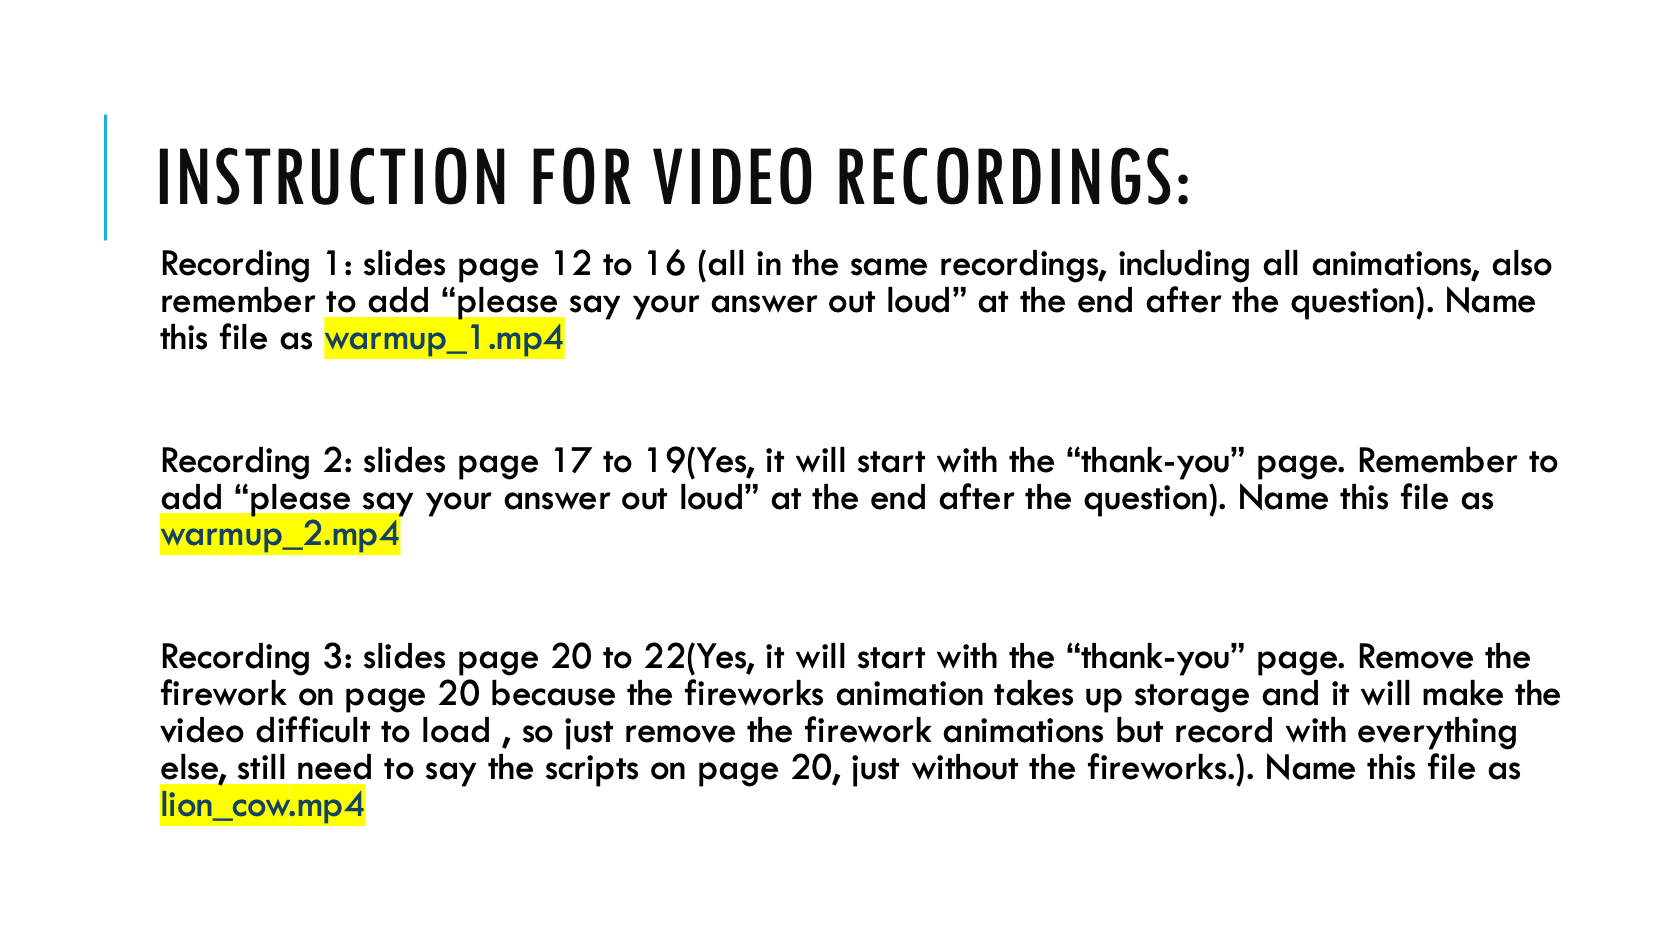 INSTRUCTION FOR VIDEO RECORDINGS:
Recording 1: slides page 12 to 16 (all in the same recordings, including all animations, also
remember to add “please say your answer out loud” at the end after the question). Name
this file as warmup_1.mp4
Recording 2: slides page 17 to 19(Yes, it will start with the “thank-you” page. Remember to
add “please say your answer out loud” at the end after the question). Name this file as
warmup_2.mp4
Recording 3: slides page 20 to 22(Yes, it will start with the “thank-you” page. Remove the
firework on page 20 because the fireworks animation takes up storage and it will make the
video difficult to load , so just remove the firework animations but record with everything
else, still need to say the scripts on page 20, just without the fireworks.). Name this file as
lion_cow.mp4